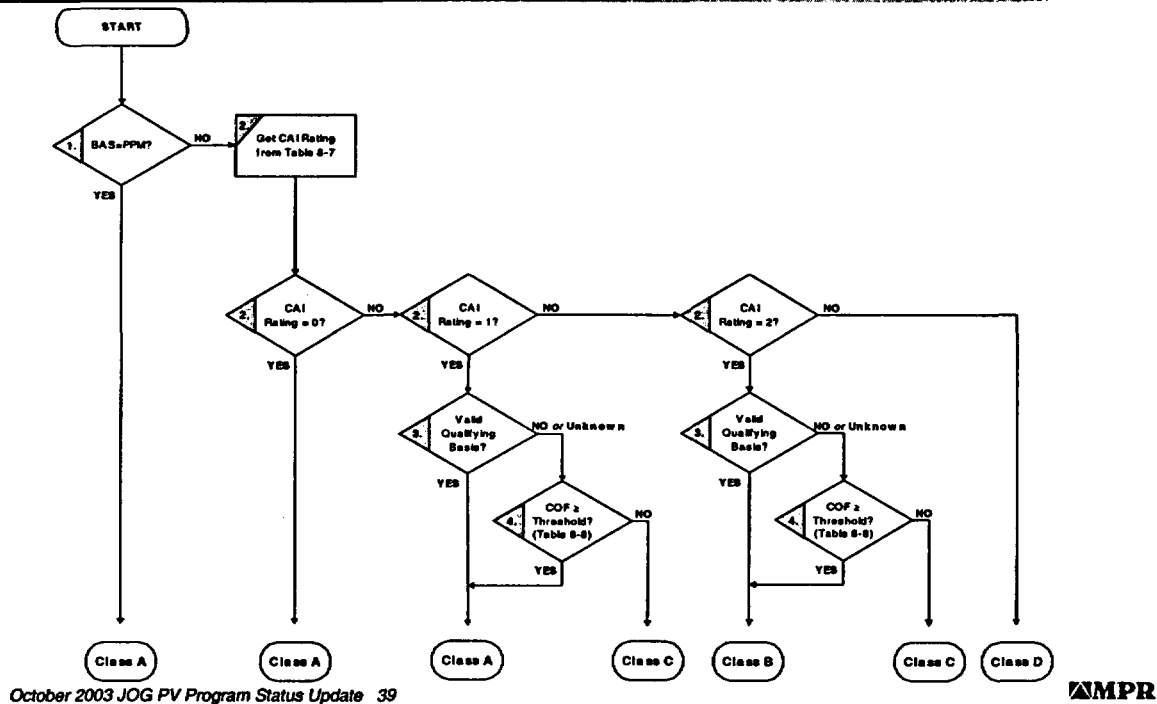 START
1.
BAS=PPM?
NO
YES
2.
Get CAI Rating
from Table 6-7
2.
CAI
Rating = 0?
NO
YES
2.
CAI
Rating = 1?
NO
YES
2.
CAI
Rating = 2?
NO
YES
3.
Valid
Qualifying
Basis?
NO or Unknown
YES
3.
Valid
Qualifying
Basis?
NO or Unknown
YES
4.
COF ≥
Threshold?
(Table 6-8)
NO
YES
4.
COF ≥
Threshold?
(Table 6-8)
NO
YES
Class A
Class A
Class A
Class C
Class B
Class C
Class D
October 2003 JOG PV Program Status Update 39
MPR